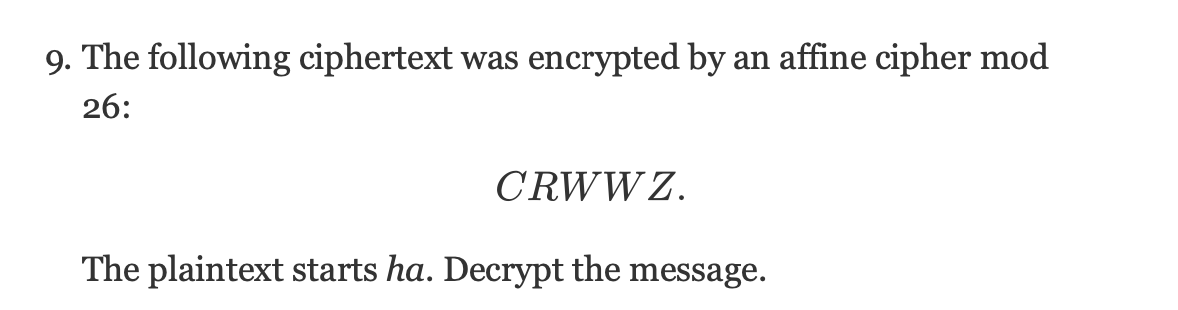 9. The following ciphertext was encrypted by an affine cipher mod
26:
CRWWZ.
The plaintext starts ha. Decrypt the message.